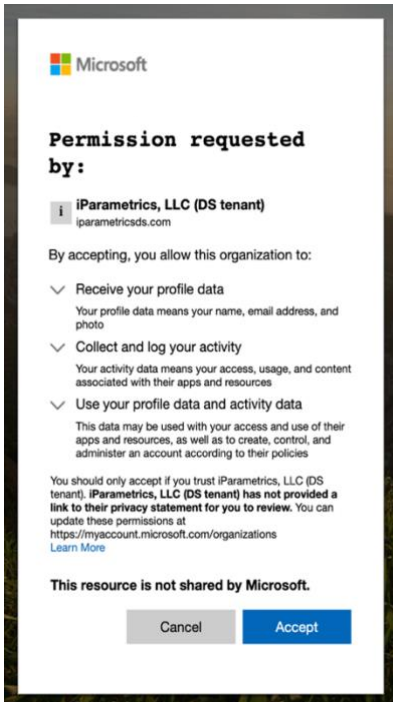 Microsoft
Permission requested
by:
i
iParametrics, LLC (DS tenant)
iparametricsds.com
By accepting, you allow this organization to:
Receive your profile data
Your profile data means your name, email address, and
photo
Collect and log your activity
Your activity data means your access, usage, and content
associated with their apps and resources
Use your profile data and activity data
This data may be used with your access and use of their
apps and resources, as well as to create, control, and
administer an account according to their policies
You should only accept if you trust iParametrics, LLC (DS
tenant). iParametrics, LLC (DS tenant) has not provided a
link to their privacy statement for you to review. You can
update these permissions at
https://myaccount.microsoft.com/organizations
Learn More
This resource is not shared by Microsoft.
Cancel
Accept